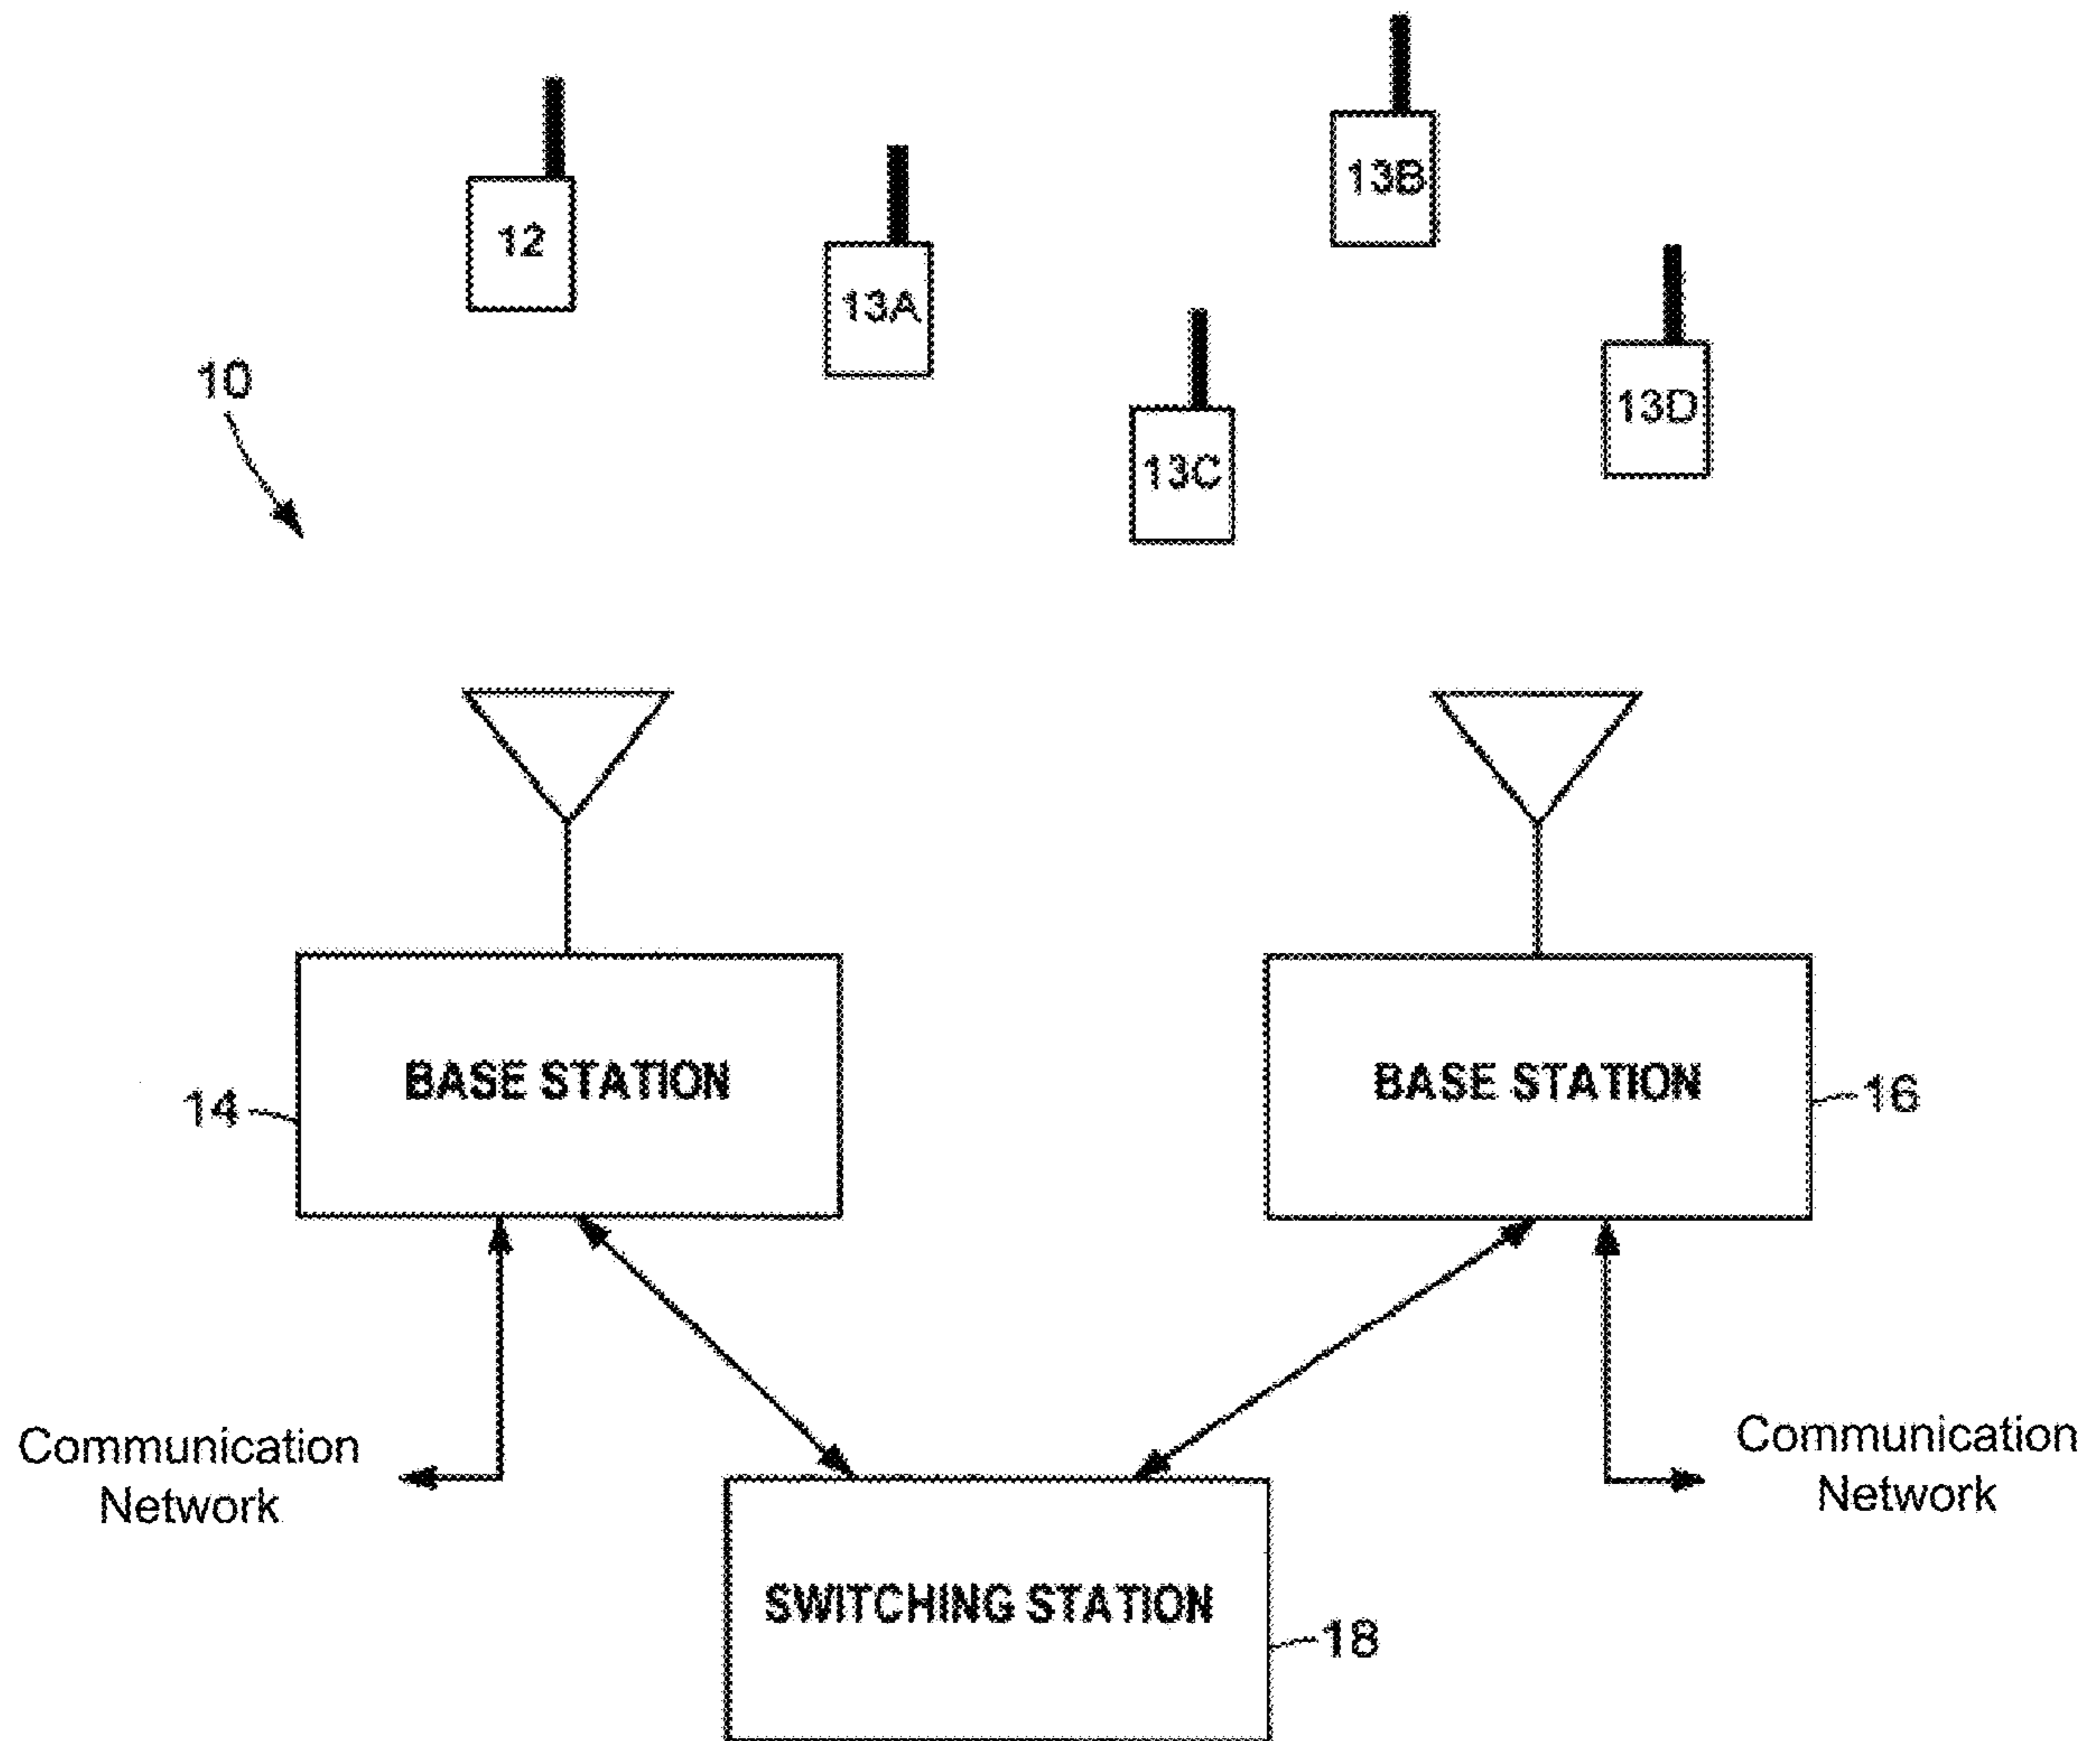 13B
12
13A
10
13D
13C
BASE STATION
BASE STATION
14
16
Communication
Network
Communication
Network
SWITCHING STATION
18